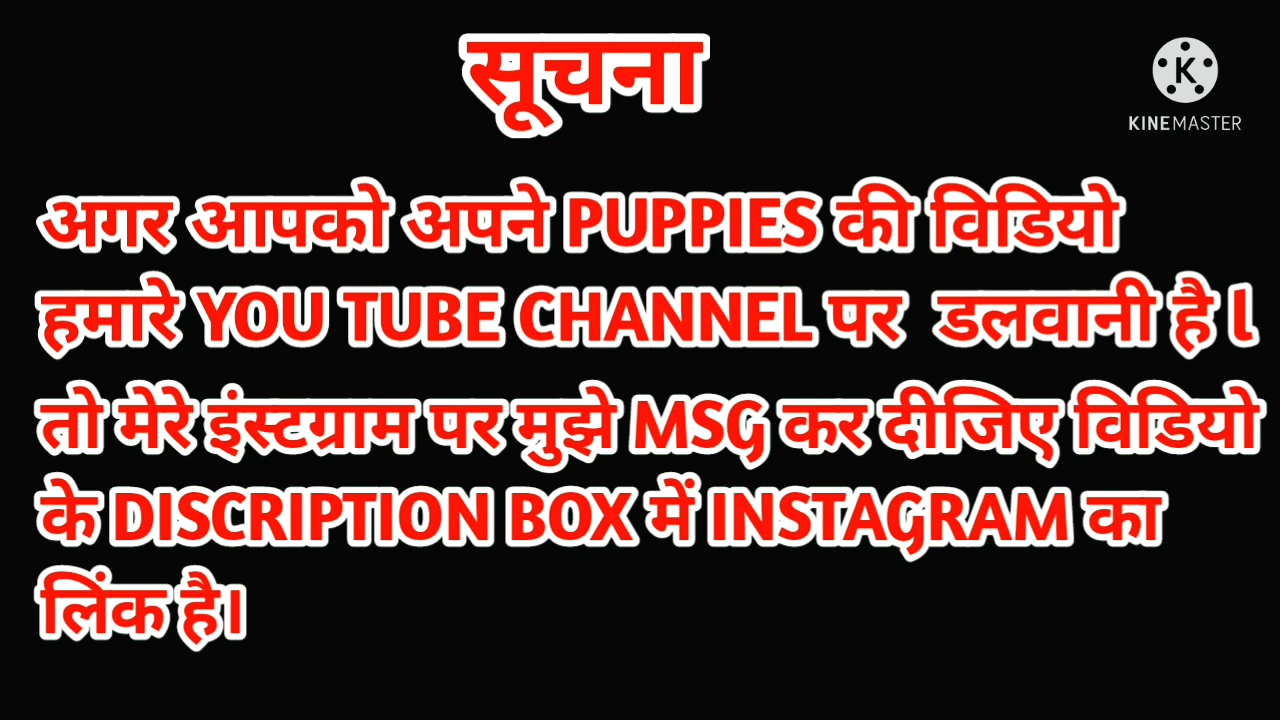 सूचना
K
KINEMASTER
अगर आपको अपने PUPPIES की विडियो
हमारे YOU TUBE CHANNEL पर डलवानी है l
तो मेरे इंस्टग्राम पर मुझे MSG कर दीजिए विडियो
के DISCRIPTION BOX में INSTAGRAM का
लिंक है।